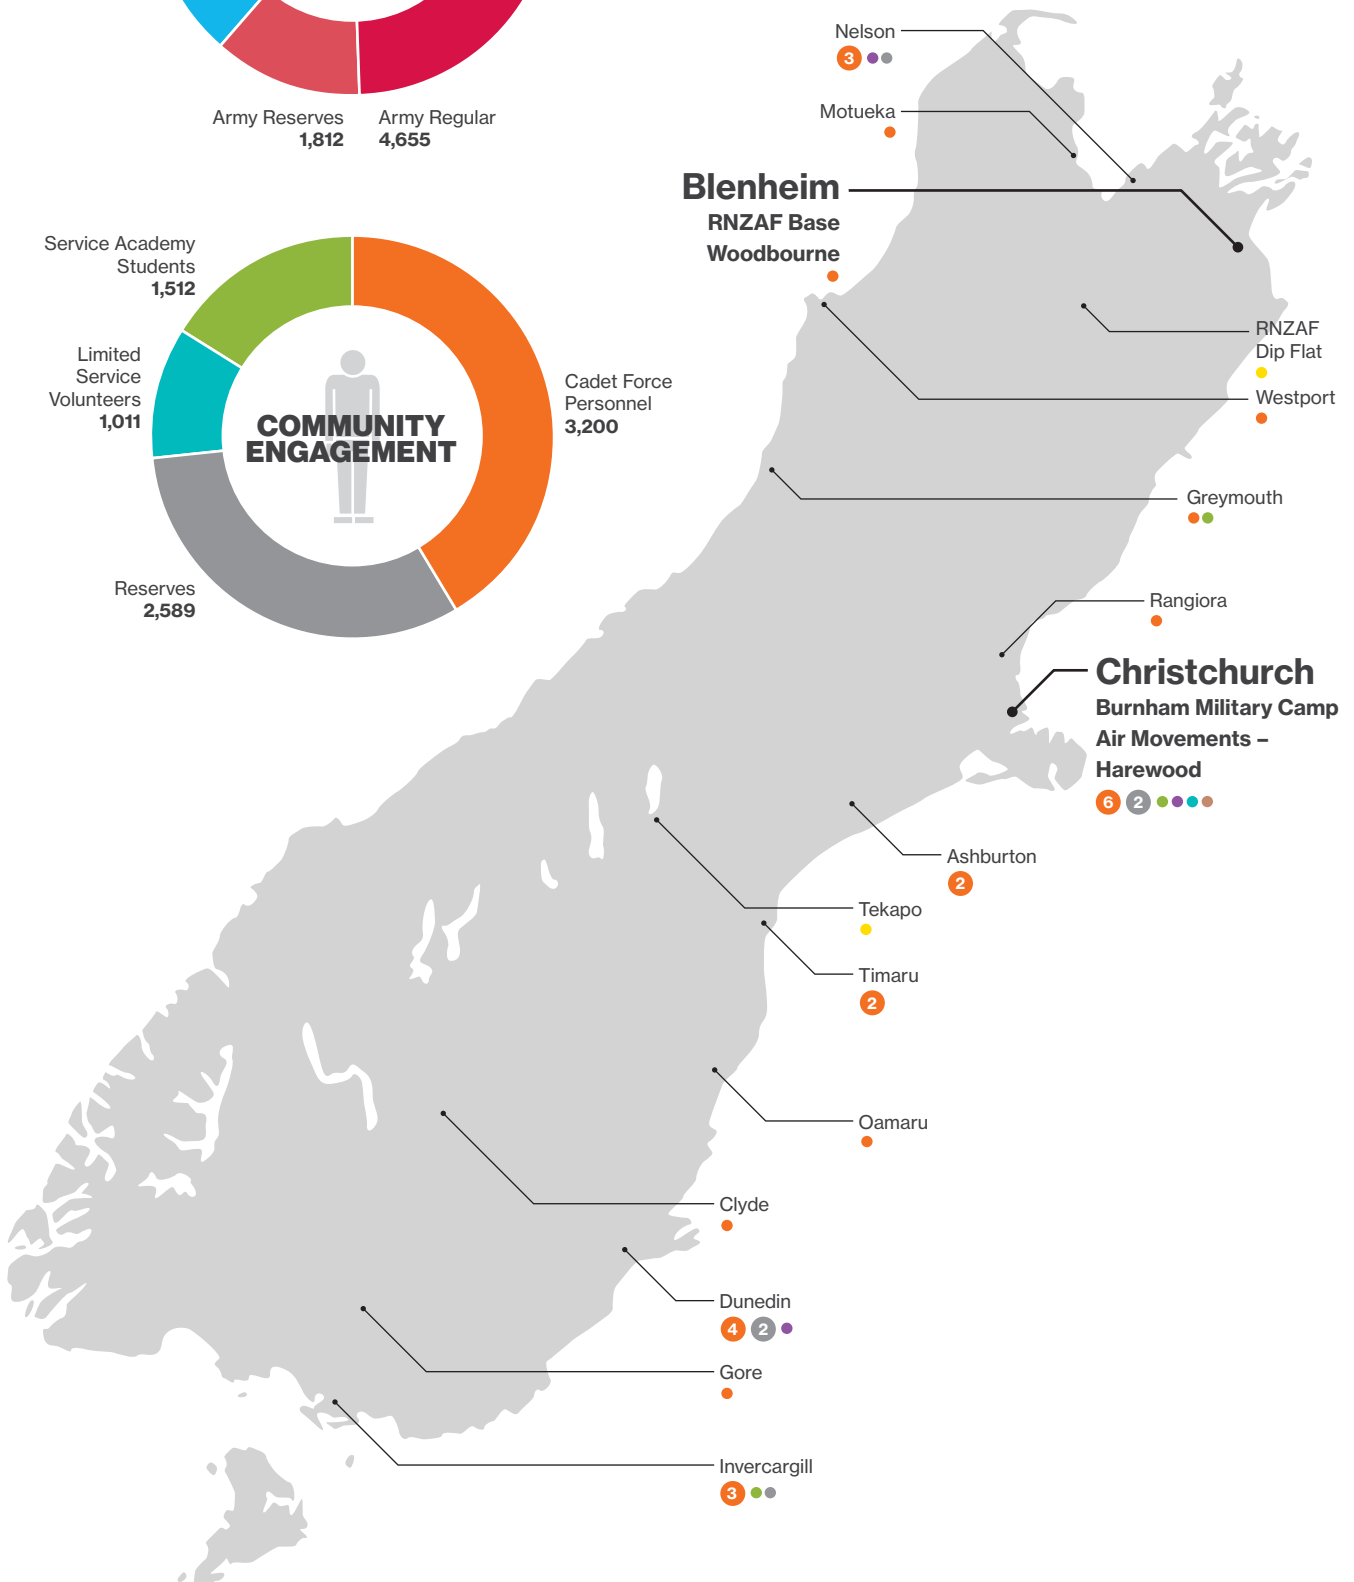 Army Reserves
1,812
Army Regular
4,655
Service Academy
Students
1,512
Limited
Service
Volunteers
1,011
COMMUNITY
ENGAGEMENT
Cadet Force
Personnel
3,200
Reserves
2,589
Nelson
3
Motueka
Blenheim
RNZAF Base
Woodbourne
RNZAF
Dip Flat
Westport
Greymouth
Rangiora
Christchurch
Burnham Military Camp
Air Movements –
Harewood
6 2
Ashburton
2
Tekapo
Timaru
2
Oamaru
Clyde
Dunedin
4 2
Gore
Invercargill
3